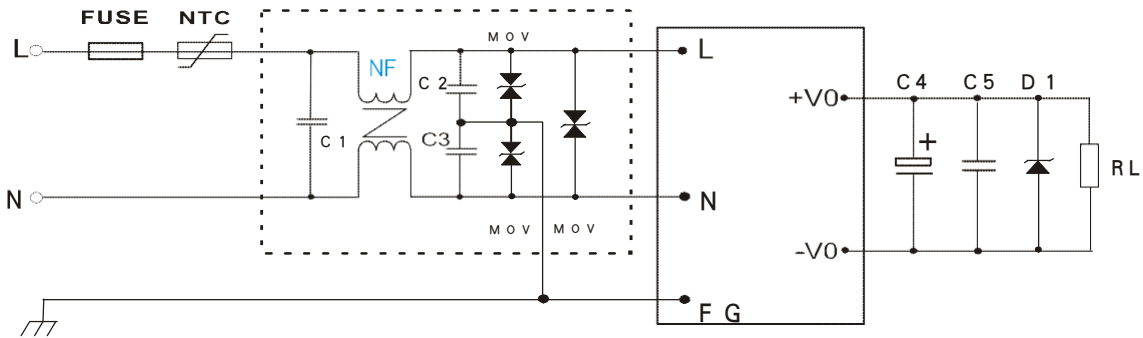 FUSE NTC
MOV
L
NF
L
C2
C4 C5 D1
+V0
C1
C3
+
RL
N
N
MOV MOV
-V0
FG